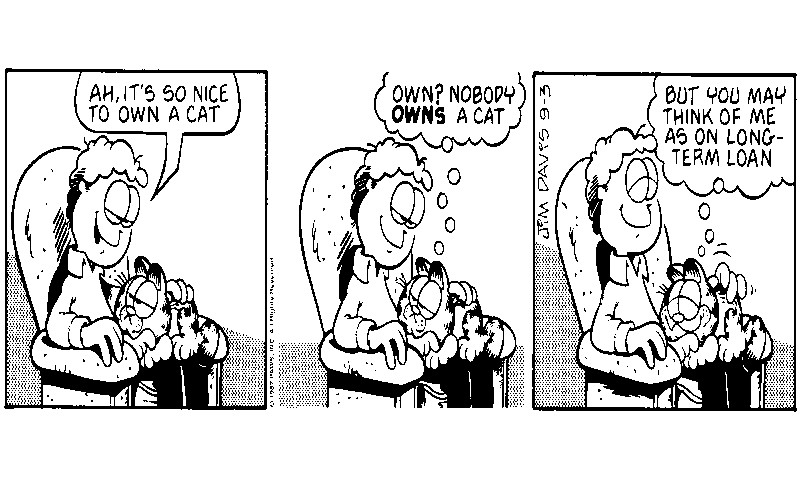 AH, IT'S SO NICE
TO OWN A CAT
OWN? NOBODY
OWNS A CAT
BUT YOU MAY
THINK OF ME
AS ON LONG-
TERM LOAN
JIM DAVIS 9-3